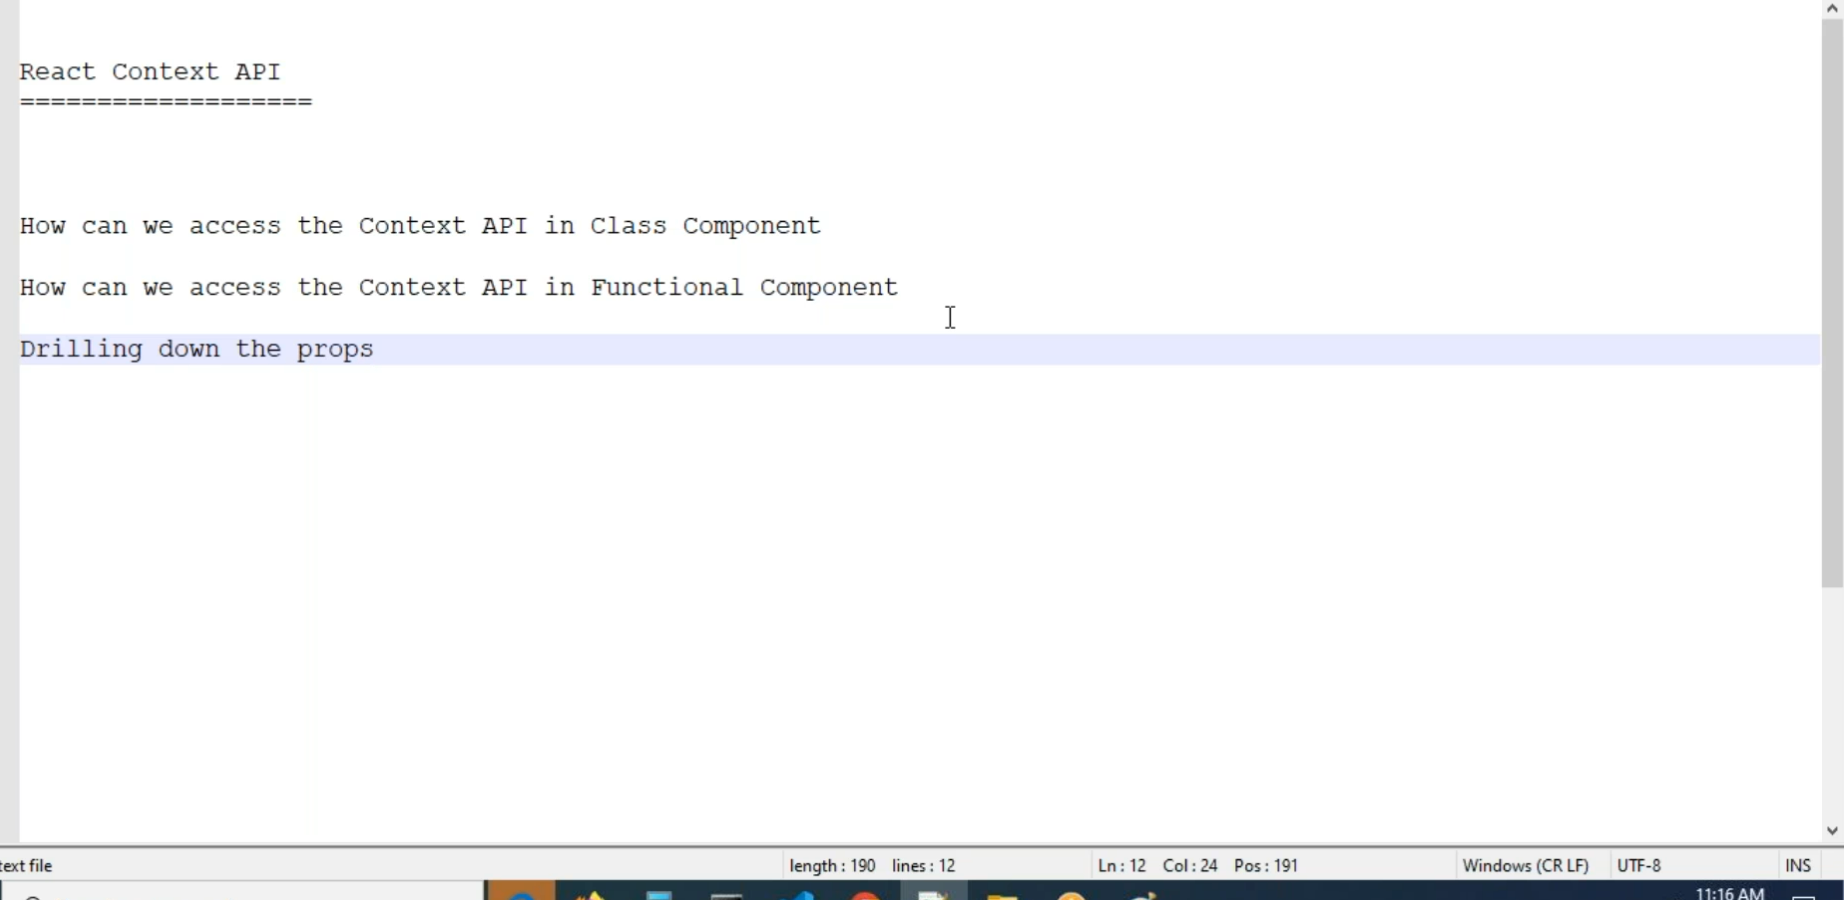 React Context API
===================
How can we access the Context API in Class Component
How can we access the Context API in Functional Component
Drilling down the props
text file length : 190 lines : 12 Ln : 12 Col : 24 Pos : 191 Windows (CR LF) UTF-8 INS
11:16 AM